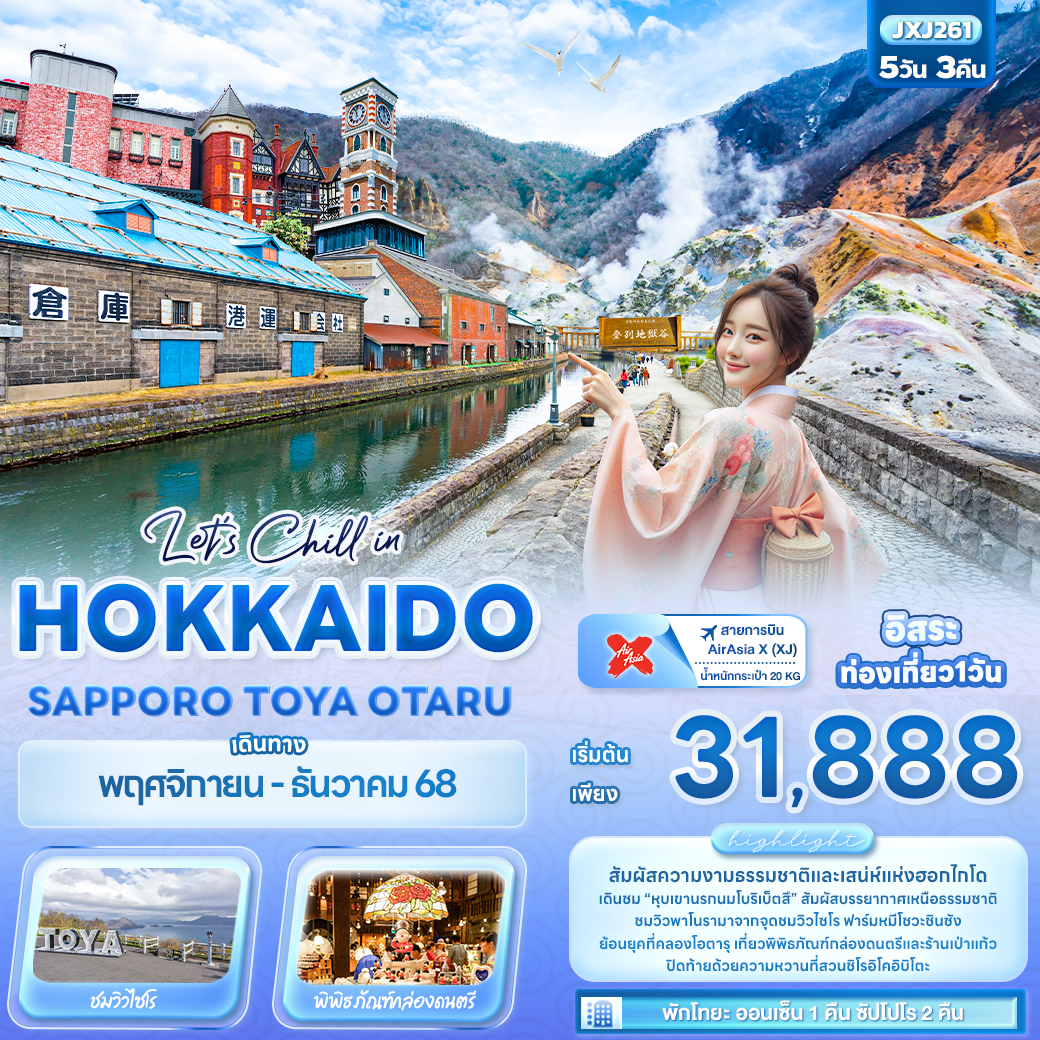 JXJ261
5วัน 3คืน
倉庫
港運会社
登別地獄谷
Let's Chill in
HOKKAIDO
SAPPORO TOYA OTARU
เดินทาง
พฤศจิกายน - ธันวาคม 68
AirAsia
สายการบิน
AirAsia X (XJ)
น้ำหนักกระเป๋า 20 KG
อิสระ
ท่องเที่ยว1วัน
เริ่มต้น
เพียง
31,888
highlight
สัมผัสความงามธรรมชาติและเสน่ห์แห่งฮอกไกโด
เดินชม “หุบเขานรกนมโบริเบ็ตสึ” สัมผัสบรรยากาศเหนือธรรมชาติ
ชมวิวพาโนรามาจากจุดชมวิวไซโร ฟาร์มหมีโชวะชินซัง
ย้อนยุคที่คลองโอตารุ เที่ยวพิพิธภัณฑ์กล่องดนตรีและร้านเป่าแก้ว
ปิดท้ายด้วยความหวานที่สวนชิโรอิโคอิบิโตะ
TOYA
ชมวิวไซโร
พิพิธภัณฑ์กล่องดนตรี
พักโทยะ ออนเซ็น 1 คืน ซัปโปโร 2 คืน